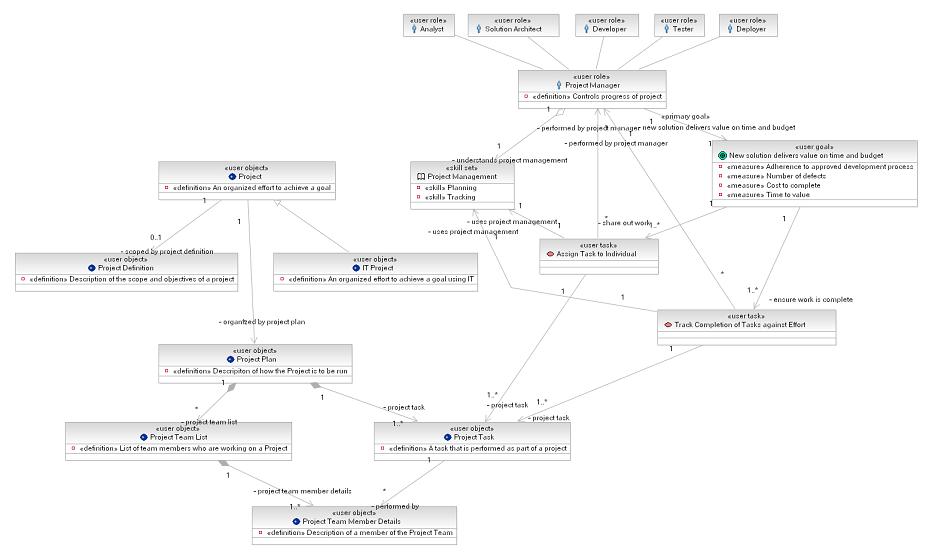 «user role»
Analyst
«user role»
Solution Architect
«user role»
Developer
«user role»
Tester
«user role»
Deployer
«user role»
Project Manager
«definition» Controls progress of project
1
1
1
«primary goal»
- performed by project manager
- new solution delivers value on time and budget
- performed by project manager
1
- understands project management
1
«user goal»
New solution delivers value on time and budget
«measure» Adherence to approved development process
«measure» Number of defects
«measure» Cost to complete
«measure» Time to value
«user object»
Project
«definition» An organized effort to achieve a goal
«skill set»
Project Management
«skill» Planning
«skill» Tracking
1
1
1
1
1
*
- share out work
1..*
- uses project management
1
- uses project management
1
0..1
- scoped by project definition
«user object»
Project Definition
«definition» Description of the scope and objectives of a project
«user object»
IT Project
«definition» An organized effort to achieve a goal using IT
«user task»
Assign Task to Individual
*
1
1..*
- ensure work is complete
«user task»
Track Completion of Tasks against Effort
- organtzed by project plan
1
«user object»
Project Plan
«definition» Descripiton of how the Project is to be run
1
1
*
- project team list
- project task
1..*
1..*
- project task
1..*
- project task
«user object»
Project Team List
«definition» List of team members who are working on a Project
«user object»
Project Task
«definition» A task that is performed as part of a project
1
1
- project team member details
1..*
*
- performed by
«user object»
Project Team Member Details
«definition» Description of a member of the Project Team